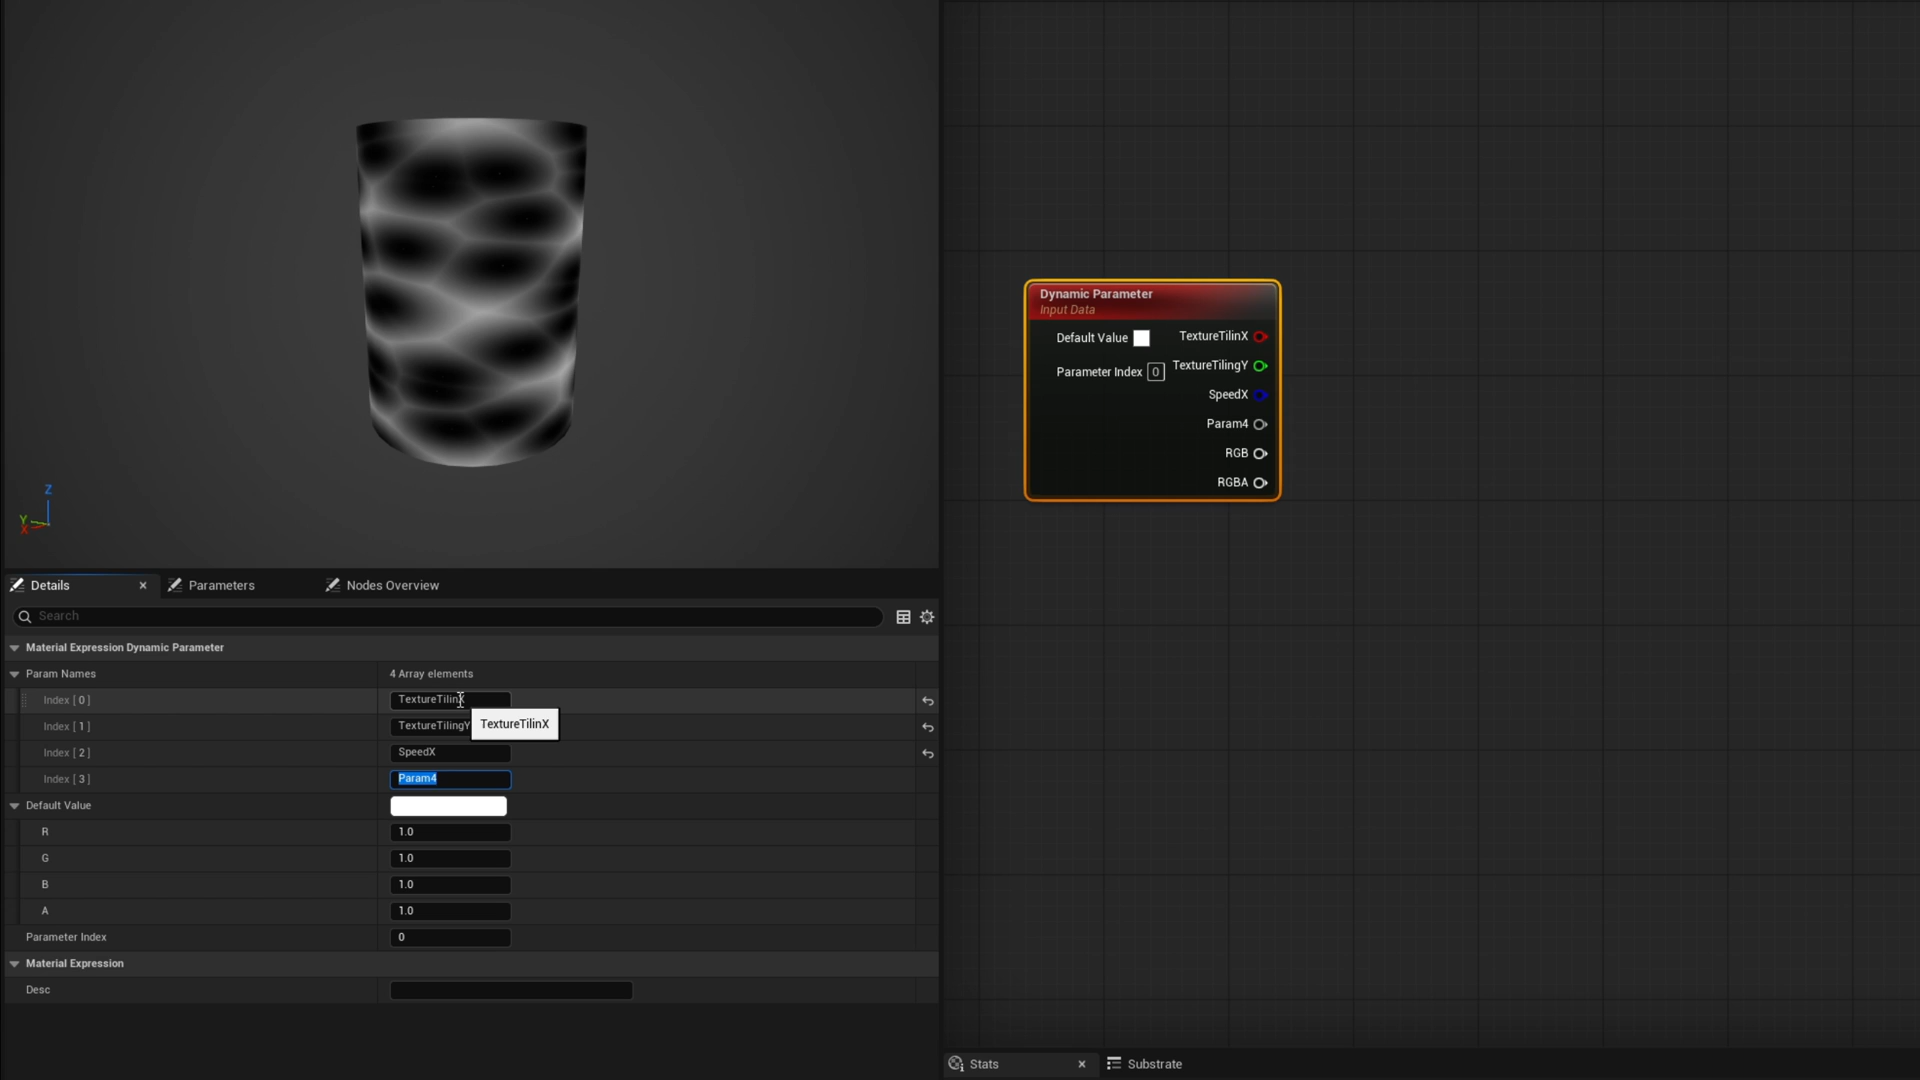 Z
Y
X
Details
Parameters
Nodes Overview
Search
Material Expression Dynamic Parameter
Param Names 4 Array elements
Index [ 0 ] TextureTilinX
TextureTilinX
Index [ 1 ] TextureTilingY
Index [ 2 ] SpeedX
Index [ 3 ] Param4
Default Value
R 1.0
G 1.0
B 1.0
A 1.0
Parameter Index 0
Material Expression
Desc
Dynamic Parameter
Input Data
Default Value TextureTilinX
Parameter Index 0 TextureTilingY
SpeedX
Param4
RGB
RGBA
Stats
Substrate